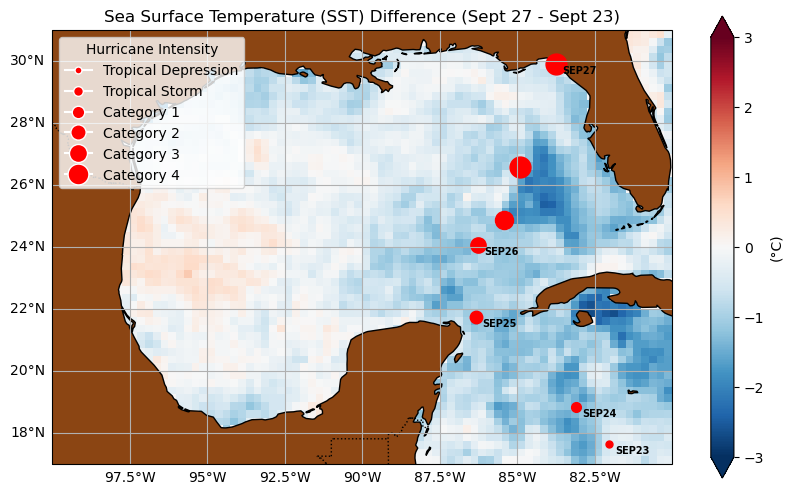 Sea Surface Temperature (SST) Difference (Sept 27 - Sept 23)
Hurricane Intensity
Tropical Depression
Tropical Storm
Category 1
Category 2
Category 3
Category 4
30°N
28°N
26°N
24°N
22°N
20°N
18°N
SEP27
SEP26
SEP25
SEP24
SEP23
97.5°W
95°W
92.5°W
90°W
87.5°W
85°W
82.5°W
3
2
1
0
−1
−2
−3
(°C)